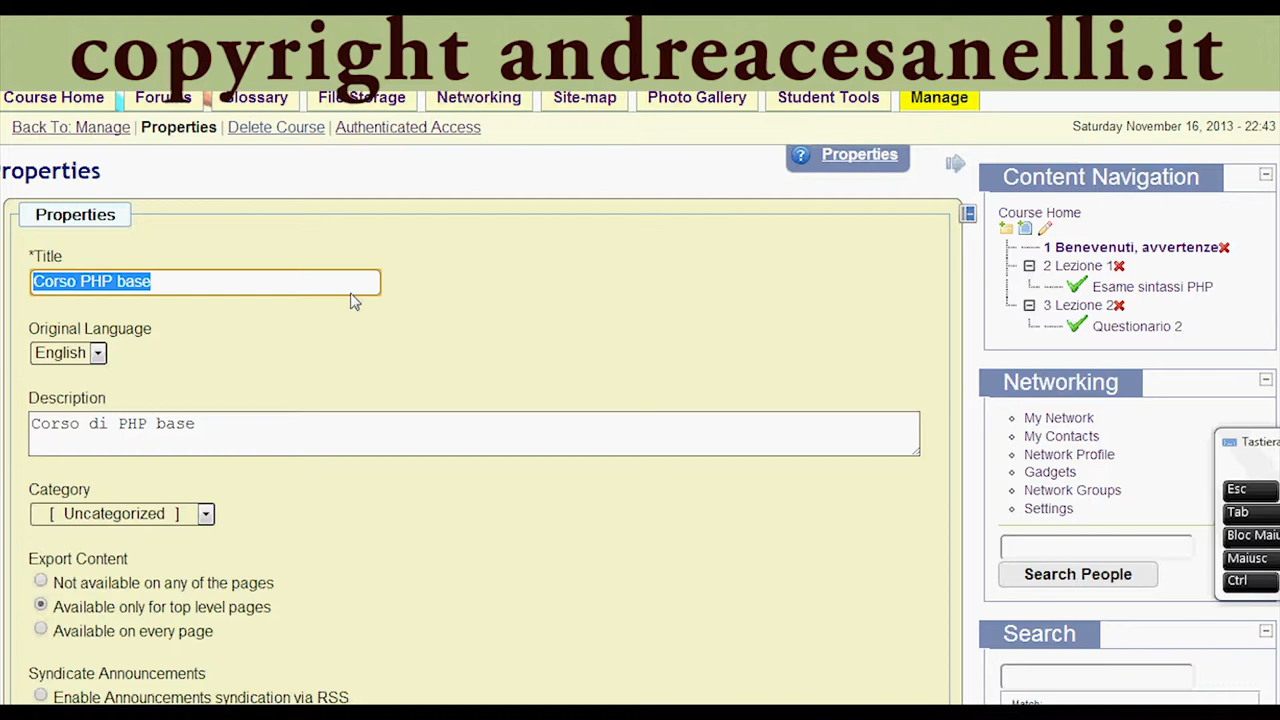 copyright andreacesanelli.it
Course Home Forums Glossary File Storage Networking Site-map Photo Gallery Student Tools Manage
Back To: Manage | Properties | Delete Course | Authenticated Access
Saturday November 16, 2013 - 22:43
roperties
? Properties
Properties
*Title
Corso PHP base
Original Language
English
Description
Corso di PHP base
Category
[ Uncategorized ]
Export Content
Not available on any of the pages
Available only for top level pages
Available on every page
Syndicate Announcements
Enable Announcements syndication via RSS
Content Navigation
Course Home
1 Benevenuti, avvertenze
2 Lezione 1
Esame sintassi PHP
3 Lezione 2
Questionario 2
Networking
My Network
My Contacts
Network Profile
Gadgets
Network Groups
Settings
Search People
Search
Match:
Tastiera
Esc
Tab
Bloc Maiu
Maiusc
Ctrl